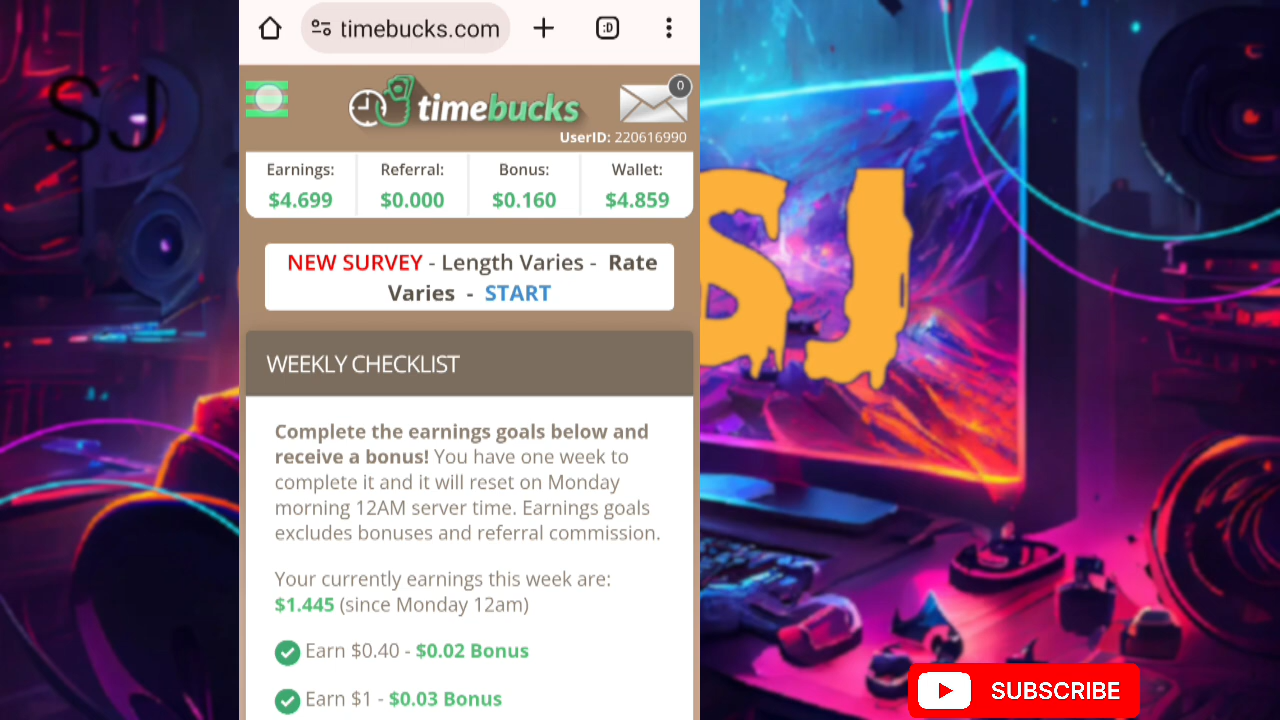 timebucks.com
:D
SJ
timebucks
0
UserID: 220616990
Earnings: Referral: Bonus: Wallet:
$4.699 $0.000 $0.160 $4.859
NEW SURVEY - Length Varies - Rate
Varies - START
SJ
WEEKLY CHECKLIST
Complete the earnings goals below and
receive a bonus! You have one week to
complete it and it will reset on Monday
morning 12AM server time. Earnings goals
excludes bonuses and referral commission.
Your currently earnings this week are:
$1.445 (since Monday 12am)
Earn $0.40 - $0.02 Bonus
Earn $1 - $0.03 Bonus
SUBSCRIBE